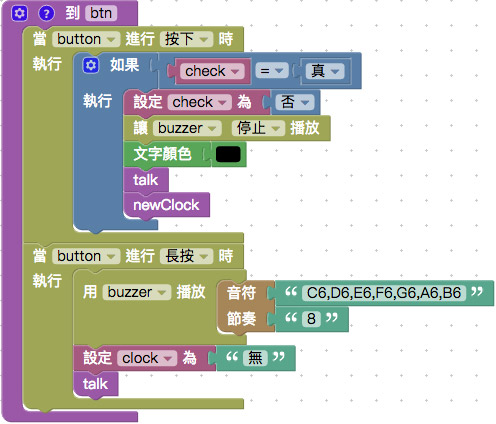 ? 到 btn
當 button 進行 按下 時
執行 如果 check = 真
執行 設定 check 為 否
讓 buzzer 停止 播放
文字顏色
talk
newClock
當 button 進行 長按 時
執行 用 buzzer 播放 音符 “ C6,D6,E6,F6,G6,A6,B6 ”
節奏 “ 8 ”
設定 clock 為 “ 無 ”
talk